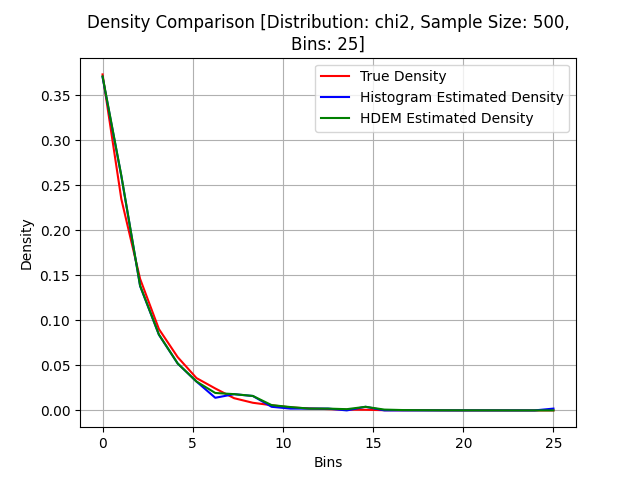 Density Comparison [Distribution: chi2, Sample Size: 500,
Bins: 25]
True Density
Histogram Estimated Density
HDEM Estimated Density
Density
0.35
0.30
0.25
0.20
0.15
0.10
0.05
0.00
0 5 10 15 20 25
Bins